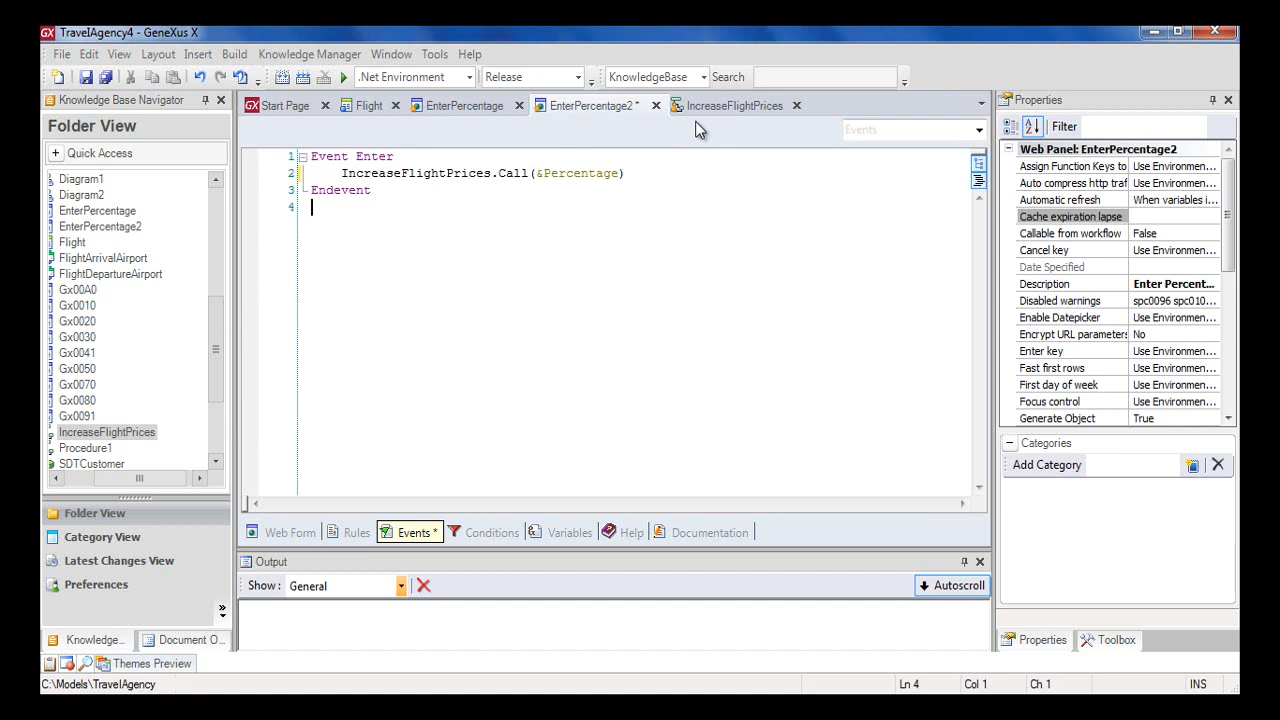 TravelAgency4 - GeneXus X
File Edit View Layout Insert Build Knowledge Manager Window Tools Help
.Net Environment Release KnowledgeBase Search
Knowledge Base Navigator
Folder View
Quick Access
Diagram1
Diagram2
EnterPercentage
EnterPercentage2
Flight
FlightArrivalAirport
FlightDepartureAirport
Gx00A0
Gx0010
Gx0020
Gx0030
Gx0041
Gx0050
Gx0070
Gx0080
Gx0091
IncreaseFlightPrices
Procedure1
SDTCustomer
Folder View
Category View
Latest Changes View
Preferences
Knowledge... Document O...
Start Page Flight EnterPercentage EnterPercentage2 * IncreaseFlightPrices
Events
1 Event Enter
2 IncreaseFlightPrices.Call(&Percentage)
3 Endevent
4
Web Form Rules Events * Conditions Variables Help Documentation
Output
Show : General Autoscroll
Properties
Filter
Web Panel: EnterPercentage2
Assign Function Keys to Use Environmen...
Auto compress http traf Use Environmen...
Automatic refresh When variables i...
Cache expiration lapse
Callable from workflow False
Cancel key Use Environmen...
Date Specified
Description Enter Percent...
Disabled warnings spc0096 spc010...
Enable Datepicker Use Environmen...
Encrypt URL parameters No
Enter key Use Environmen...
Fast first rows Use Environmen...
First day of week Use Environmen...
Focus control Use Environmen...
Generate Object True
Categories
Add Category
Properties Toolbox
Themes Preview
C:\Models\TravelAgency Ln 4 Col 1 Ch 1 INS